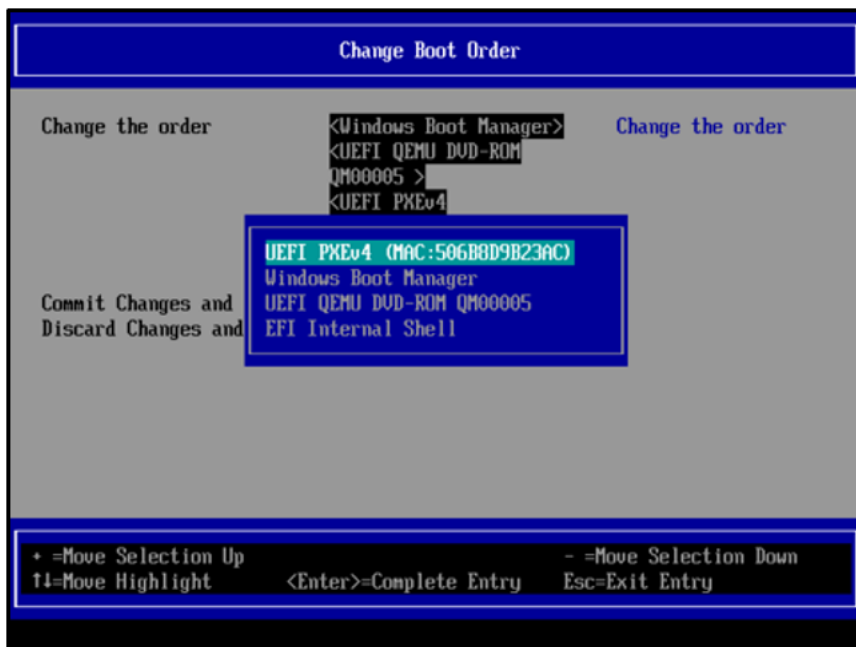 Change Boot Order
Change the order
<Windows Boot Manager>
Change the order
<UEFI QEMU DVD-ROM
QM00005 >
<UEFI PXEv4
UEFI PXEv4 (MAC:506B8D9B23AC)
Windows Boot Manager
UEFI QEMU DVD-ROM QM00005
EFI Internal Shell
Commit Changes and
Discard Changes and
+ =Move Selection Up
- =Move Selection Down
↑↓=Move Highlight
<Enter>=Complete Entry
Esc=Exit Entry